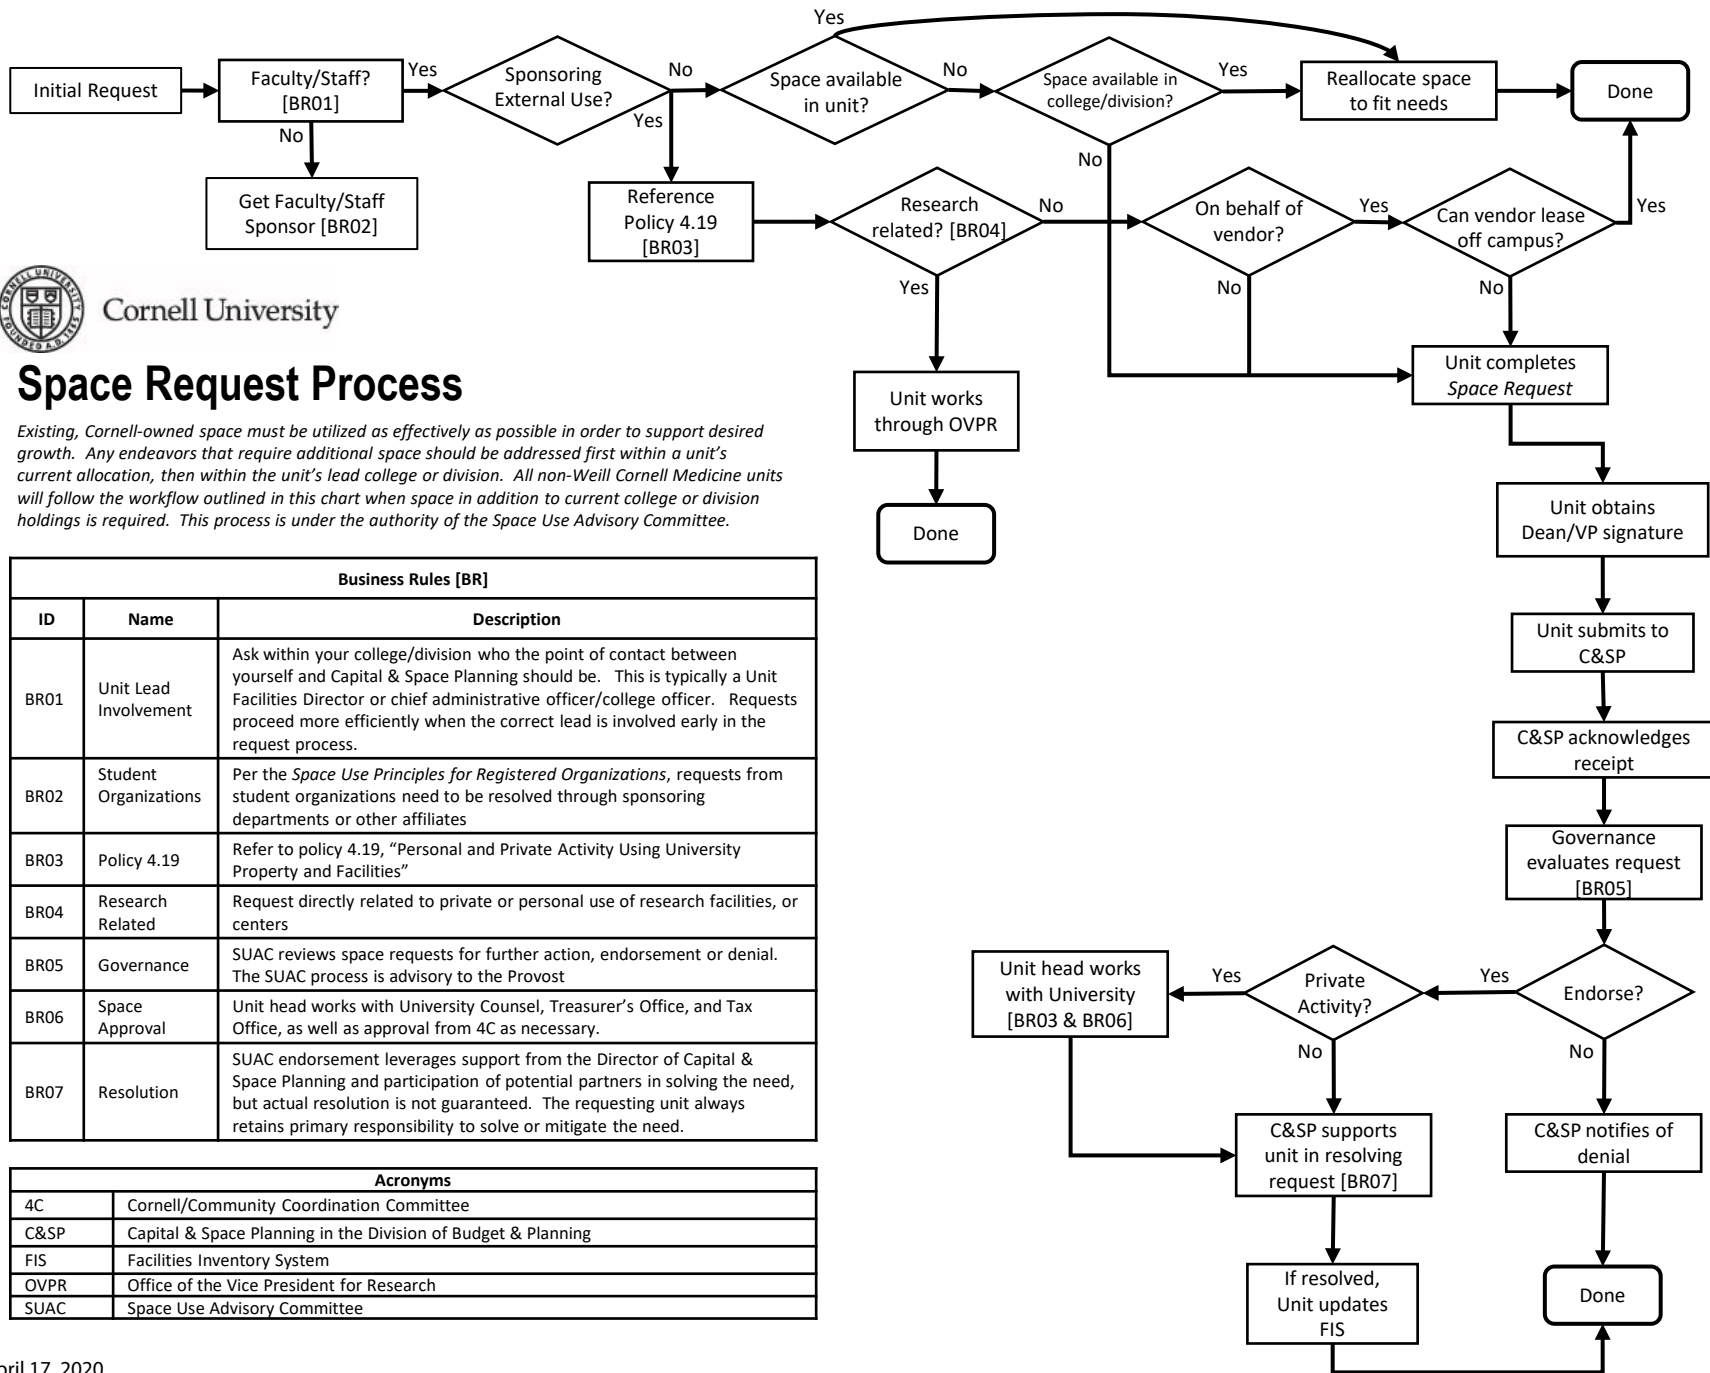 Yes
Initial Request
Faculty/Staff?
[BR01]
Yes
No
Sponsoring
External Use?
No
Yes
Space available
in unit?
No
Space available in
college/division?
Yes
No
Reallocate space
to fit needs
Done
Get Faculty/Staff
Sponsor [BR02]
Reference
Policy 4.19
[BR03]
Research
related? [BR04]
No
Yes
On behalf of
vendor?
Yes
No
Can vendor lease
off campus?
Yes
No
Cornell University
Space Request Process
Existing, Cornell-owned space must be utilized as effectively as possible in order to support desired
growth. Any endeavors that require additional space should be addressed first within a unit's
current allocation, then within the unit's lead college or division. All non-Weill Cornell Medicine units
will follow the workflow outlined in this chart when space in addition to current college or division
holdings is required. This process is under the authority of the Space Use Advisory Committee.
Unit works
through OVPR
Done
Unit completes
Space Request
Unit obtains
Dean/VP signature
Unit submits to
C&SP
C&SP acknowledges
receipt
Governance
evaluates request
[BR05]
Endorse?
Yes
No
Private
Activity?
Yes
No
Unit head works
with University
[BR03 & BR06]
C&SP supports
unit in resolving
request [BR07]
C&SP notifies of
denial
If resolved,
Unit updates
FIS
Done
Business Rules [BR]
ID Name Description
BR01
Unit Lead
Involvement
Ask within your college/division who the point of contact between
yourself and Capital & Space Planning should be. This is typically a Unit
Facilities Director or chief administrative officer/college officer. Requests
proceed more efficiently when the correct lead is involved early in the
request process.
BR02
Student
Organizations
Per the Space Use Principles for Registered Organizations, requests from
student organizations need to be resolved through sponsoring
departments or other affiliates
BR03
Policy 4.19
Refer to policy 4.19, “Personal and Private Activity Using University
Property and Facilities”
BR04
Research
Related
Request directly related to private or personal use of research facilities, or
centers
BR05
Governance
SUAC reviews space requests for further action, endorsement or denial.
The SUAC process is advisory to the Provost
BR06
Space
Approval
Unit head works with University Counsel, Treasurer's Office, and Tax
Office, as well as approval from 4C as necessary.
BR07
Resolution
SUAC endorsement leverages support from the Director of Capital &
Space Planning and participation of potential partners in solving the need,
but actual resolution is not guaranteed. The requesting unit always
retains primary responsibility to solve or mitigate the need.
Acronyms
4C Cornell/Community Coordination Committee
C&SP Capital & Space Planning in the Division of Budget & Planning
FIS Facilities Inventory System
OVPR Office of the Vice President for Research
SUAC Space Use Advisory Committee
17, 2020